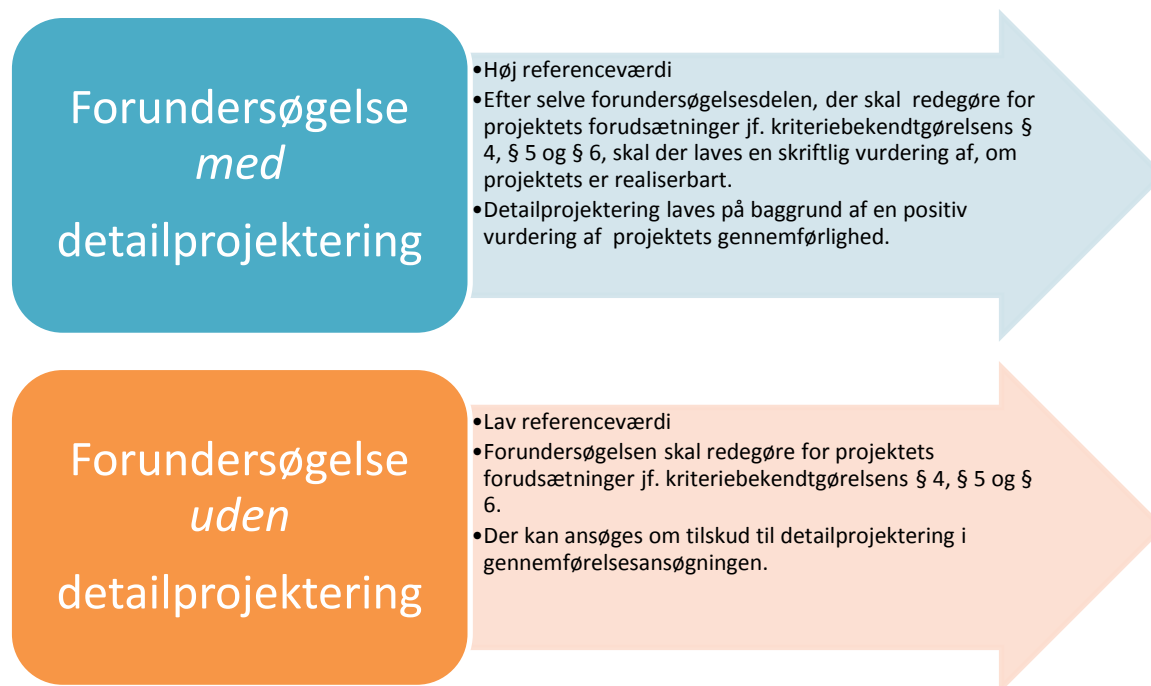 Forundersøgelse
med
detailprojektering
•Høj referenceværdi
•Efter selve forundersøgelsesdelen, der skal redegøre for
projektets forudsætninger jf. kriteriebekendtgørelsens §
4, § 5 og § 6, skal der laves en skriftlig vurdering af, om
projektets er realiserbart.
•Detailprojektering laves på baggrund af en positiv
vurdering af projektets gennemførlighed.
Forundersøgelse
uden
detailprojektering
•Lav referenceværdi
•Forundersøgelsen skal redegøre for projektets
forudsætninger jf. kriteriebekendtgørelsens § 4, § 5 og §
6.
•Der kan ansøges om tilskud til detailprojektering i
gennemførelsesansøgningen.